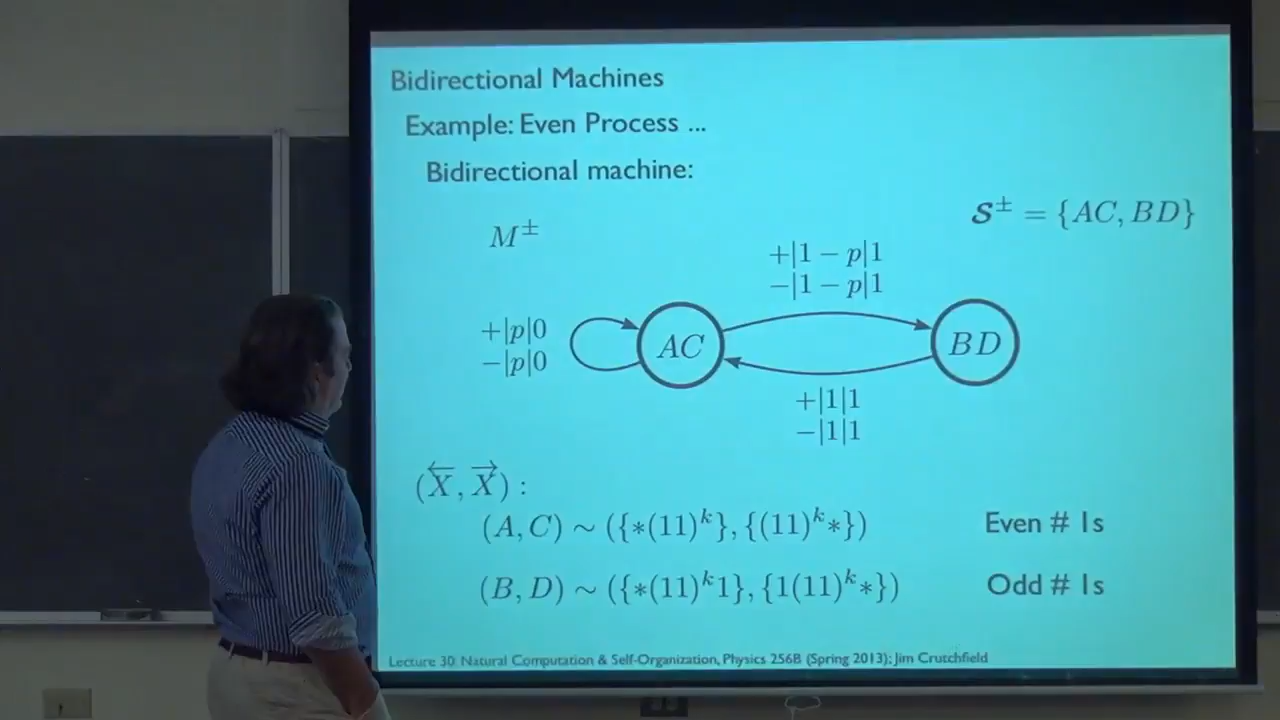 Bidirectional Machines
Example: Even Process ...
Bidirectional machine:
M±
𝓢± = {AC, BD}
+|1 − p|1
−|1 − p|1
+|p|0
−|p|0
AC
BD
+|1|1
−|1|1
(X⃖, X⃗) :
(A, C) ∼ ({∗(11)ᵏ}, {(11)ᵏ∗}) Even # 1s
(B, D) ∼ ({∗(11)ᵏ1}, {1(11)ᵏ∗}) Odd # 1s
Lecture 30: Natural Computation & Self-Organization, Physics 256B (Spring 2013); Jim Crutchfield